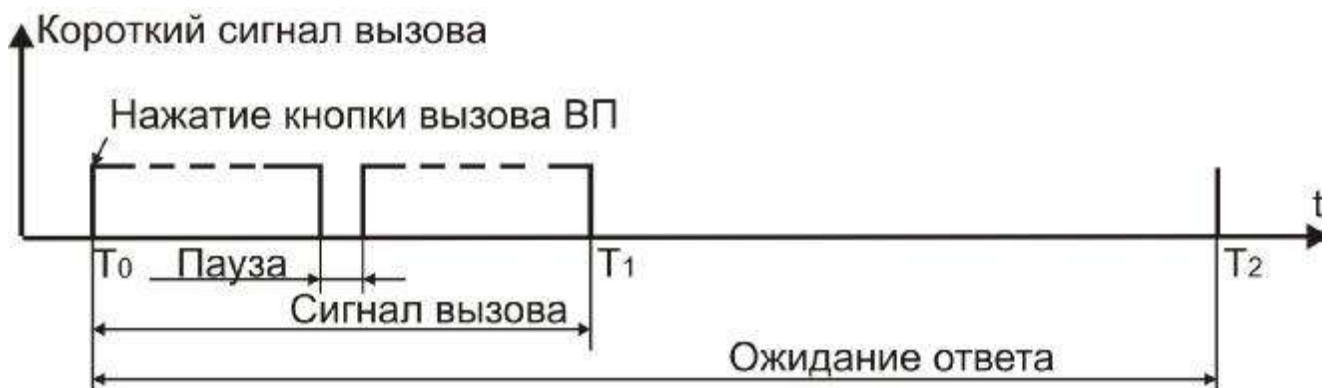 Короткий сигнал вызова
Нажатие кнопки вызова ВП
t
T0 Пауза T1 T2
Сигнал вызова
Ожидание ответа